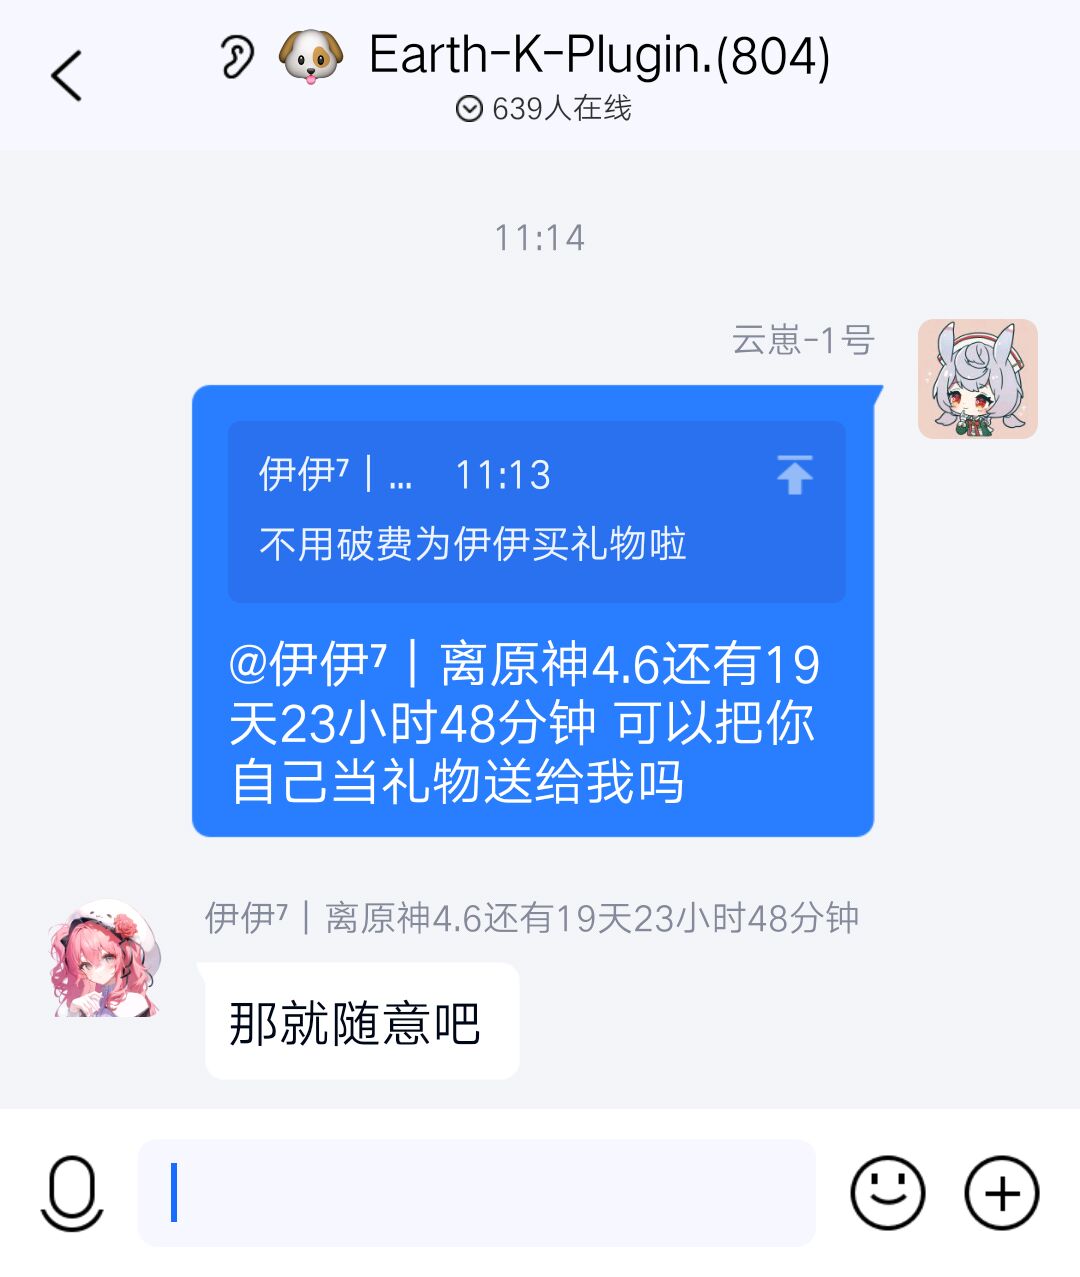 Earth-K-Plugin.(804)
639人在线
11:14
云崽-1号
伊伊⁷｜... 11:13
不用破费为伊伊买礼物啦
@伊伊⁷｜离原神4.6还有19
天23小时48分钟 可以把你
自己当礼物送给我吗
伊伊⁷｜离原神4.6还有19天23小时48分钟
那就随意吧